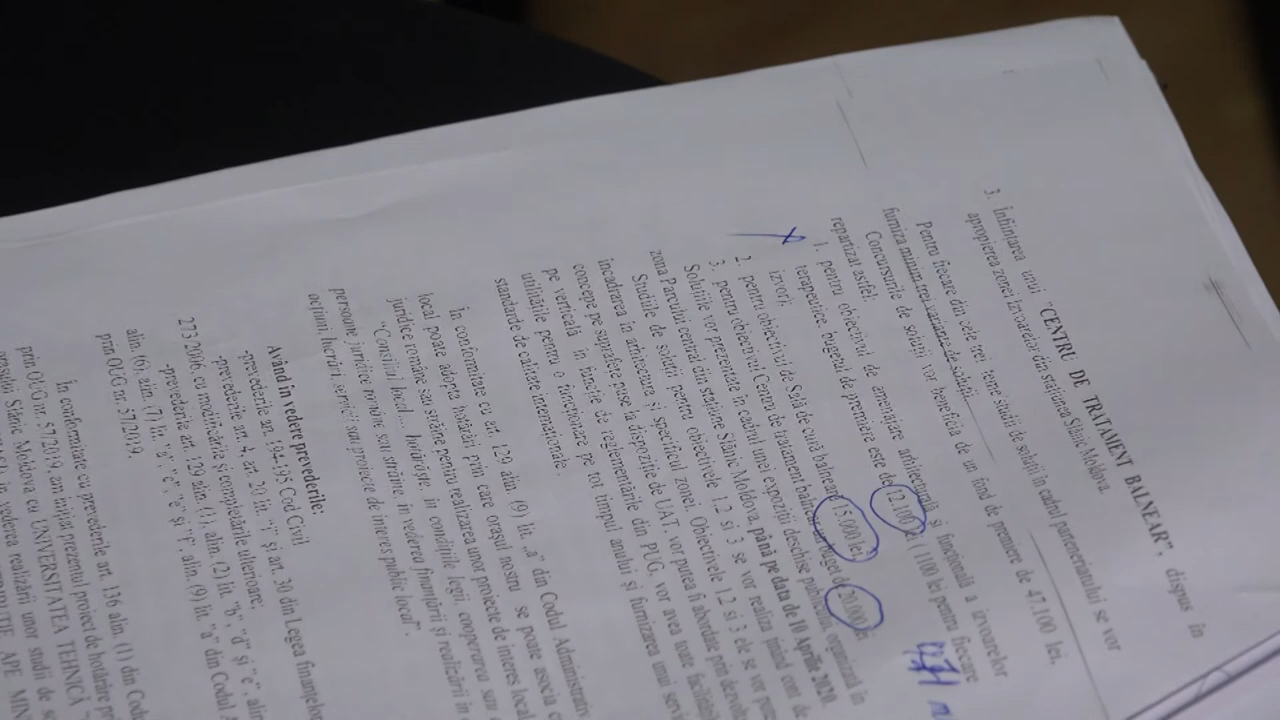 3. Înființarea unui "CENTRU DE TRATAMENT BALNEAR", dispus în
apropierea zonei Izvoarelor din stațiunea Slănic Moldova.
Pentru fiecare din cele trei teme studii de soluții în cadrul parteneriatului se vor
furniza minim trei variante de soluții.
Concursurile de soluții vor beneficia de un fond de premiere de 47.100 lei,
repartizat astfel:
1. pentru obiectivul de amenajare arhitecturală și funcțională a izvoarelor
terapeutice, bugetul de premiere este de 12.100 (1100 lei pentru fiecare
izvor)
2. pentru obiectivul de Sală de cură balneară 15.000 lei
3. pentru obiectivul Centru de tratament balnear buget 20.000 lei
Soluțiile vor prezentate în cadrul unei expoziții deschise publicului, organizată în
zona Parcului central din stațiune Slănic Moldova, până pe data de 10 Aprilie 2020.
Studiile de soluții pentru obiectivele 1,2 și 3 se vor realiza ținând cont de
încadrarea în arhitectura și specificul zonei. Obiectivele 1,2 si 3 ele se vor
concepe pe suprafețe puse la dispoziție de UAT, vor putea fi abordate prin
pe verticală în funcție de reglementările din PUG, vor avea toate
utilitățile pentru o funcționare pe tot timpul anului și furnizarea unui
standarde de calitate internaționale.
În conformitate cu art. 129 alin. (9) lit. „a" din Codul Administrativ
local poate adopta hotărâri prin care orașul nostru se poate asocia
juridice române sau străine pentru realizarea unor proiecte de interes local
"Consiliul local... hotărăște, în condițiile legii, cooperarea sau
persoane juridice române sau străine, în vederea finanțării și realizării în
acțiuni, lucrări, servicii sau proiecte de interes public local".
Având în vedere prevederile:
-prevederile art. 194-195 Cod Civil
-prevederile art. 4, art. 20 lit. "i" și art. 30 din Legea finanțelor
273/2006, cu modificările și completările ulterioare;
-prevederile art. 129 alin. (1), alin. (2) lit. "b", "d" și "e", alin.
alin. (6), alin. (7) lit. "a", "c", "e" și "f", alin. (9) lit. "a" din Codul
prin OUG nr. 57/2019,
În conformitate cu prevederile art. 136 alin. (1) din
prin OUG nr. 57/2019, am inițiat prezentul proiect de hotărâre
orașului Slănic Moldova cu UNIVERSITATEA TEHNICĂ
în vederea realizării unor studii de